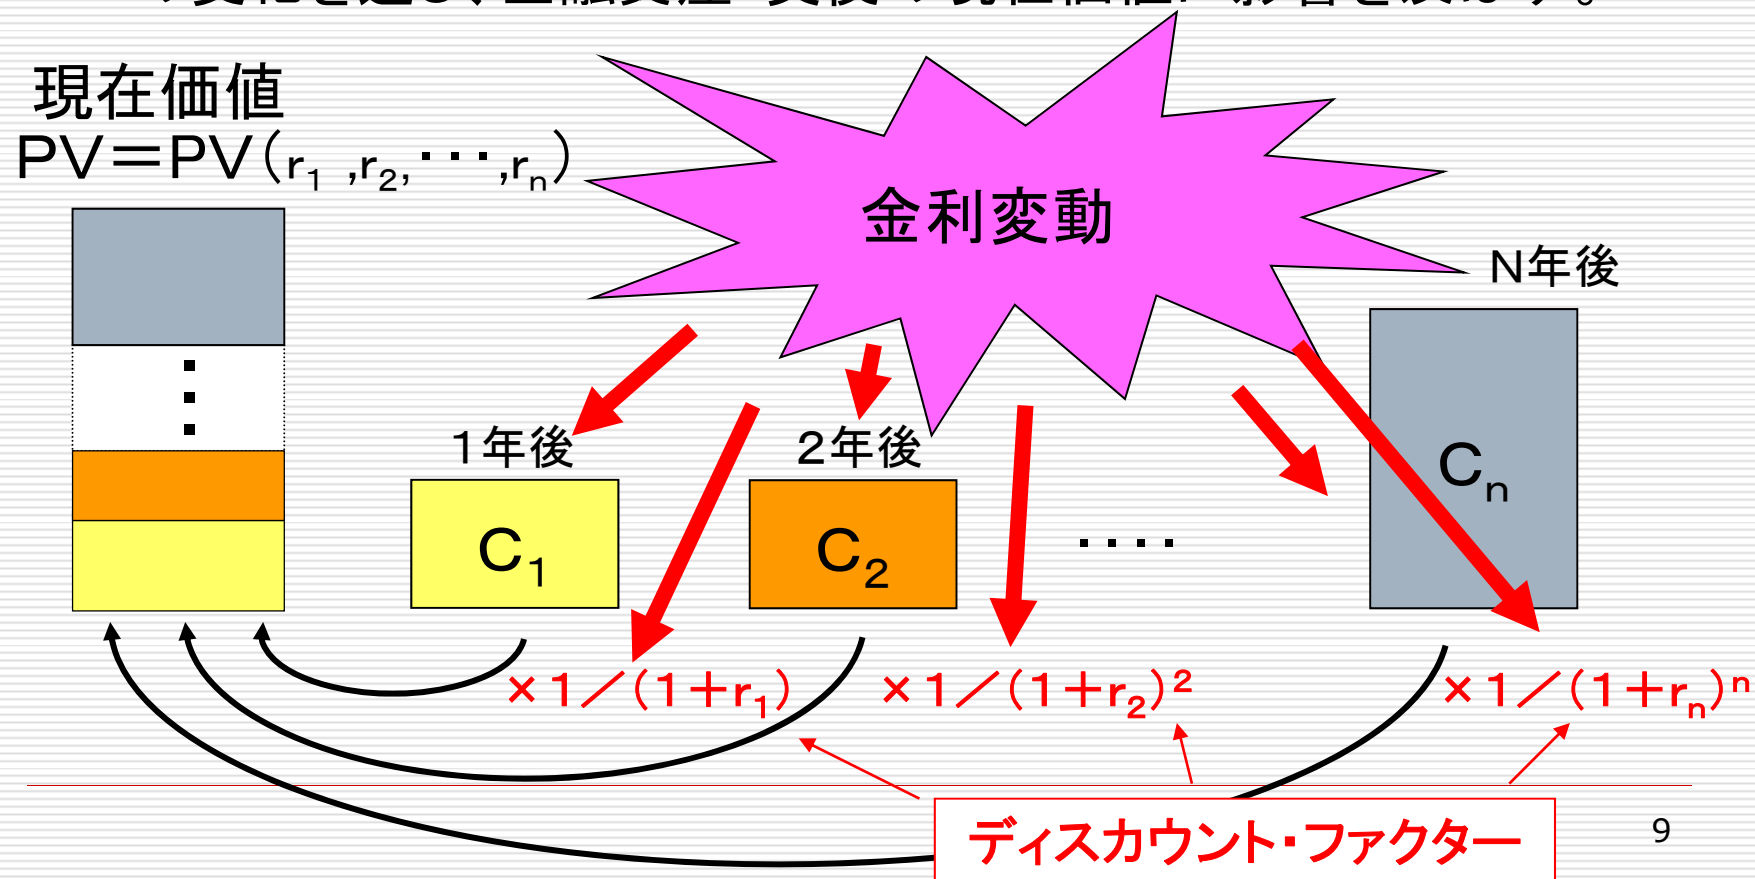 現在価値
PV＝PV(r₁ ,r₂,・・・,rₙ)
金利変動
N年後
1年後
2年後
C₁
C₂
・・・・
Cₙ
×1／(1＋r₁)
×1／(1＋r₂)²
×1／(1＋rₙ)ⁿ
ディスカウント・ファクター
9